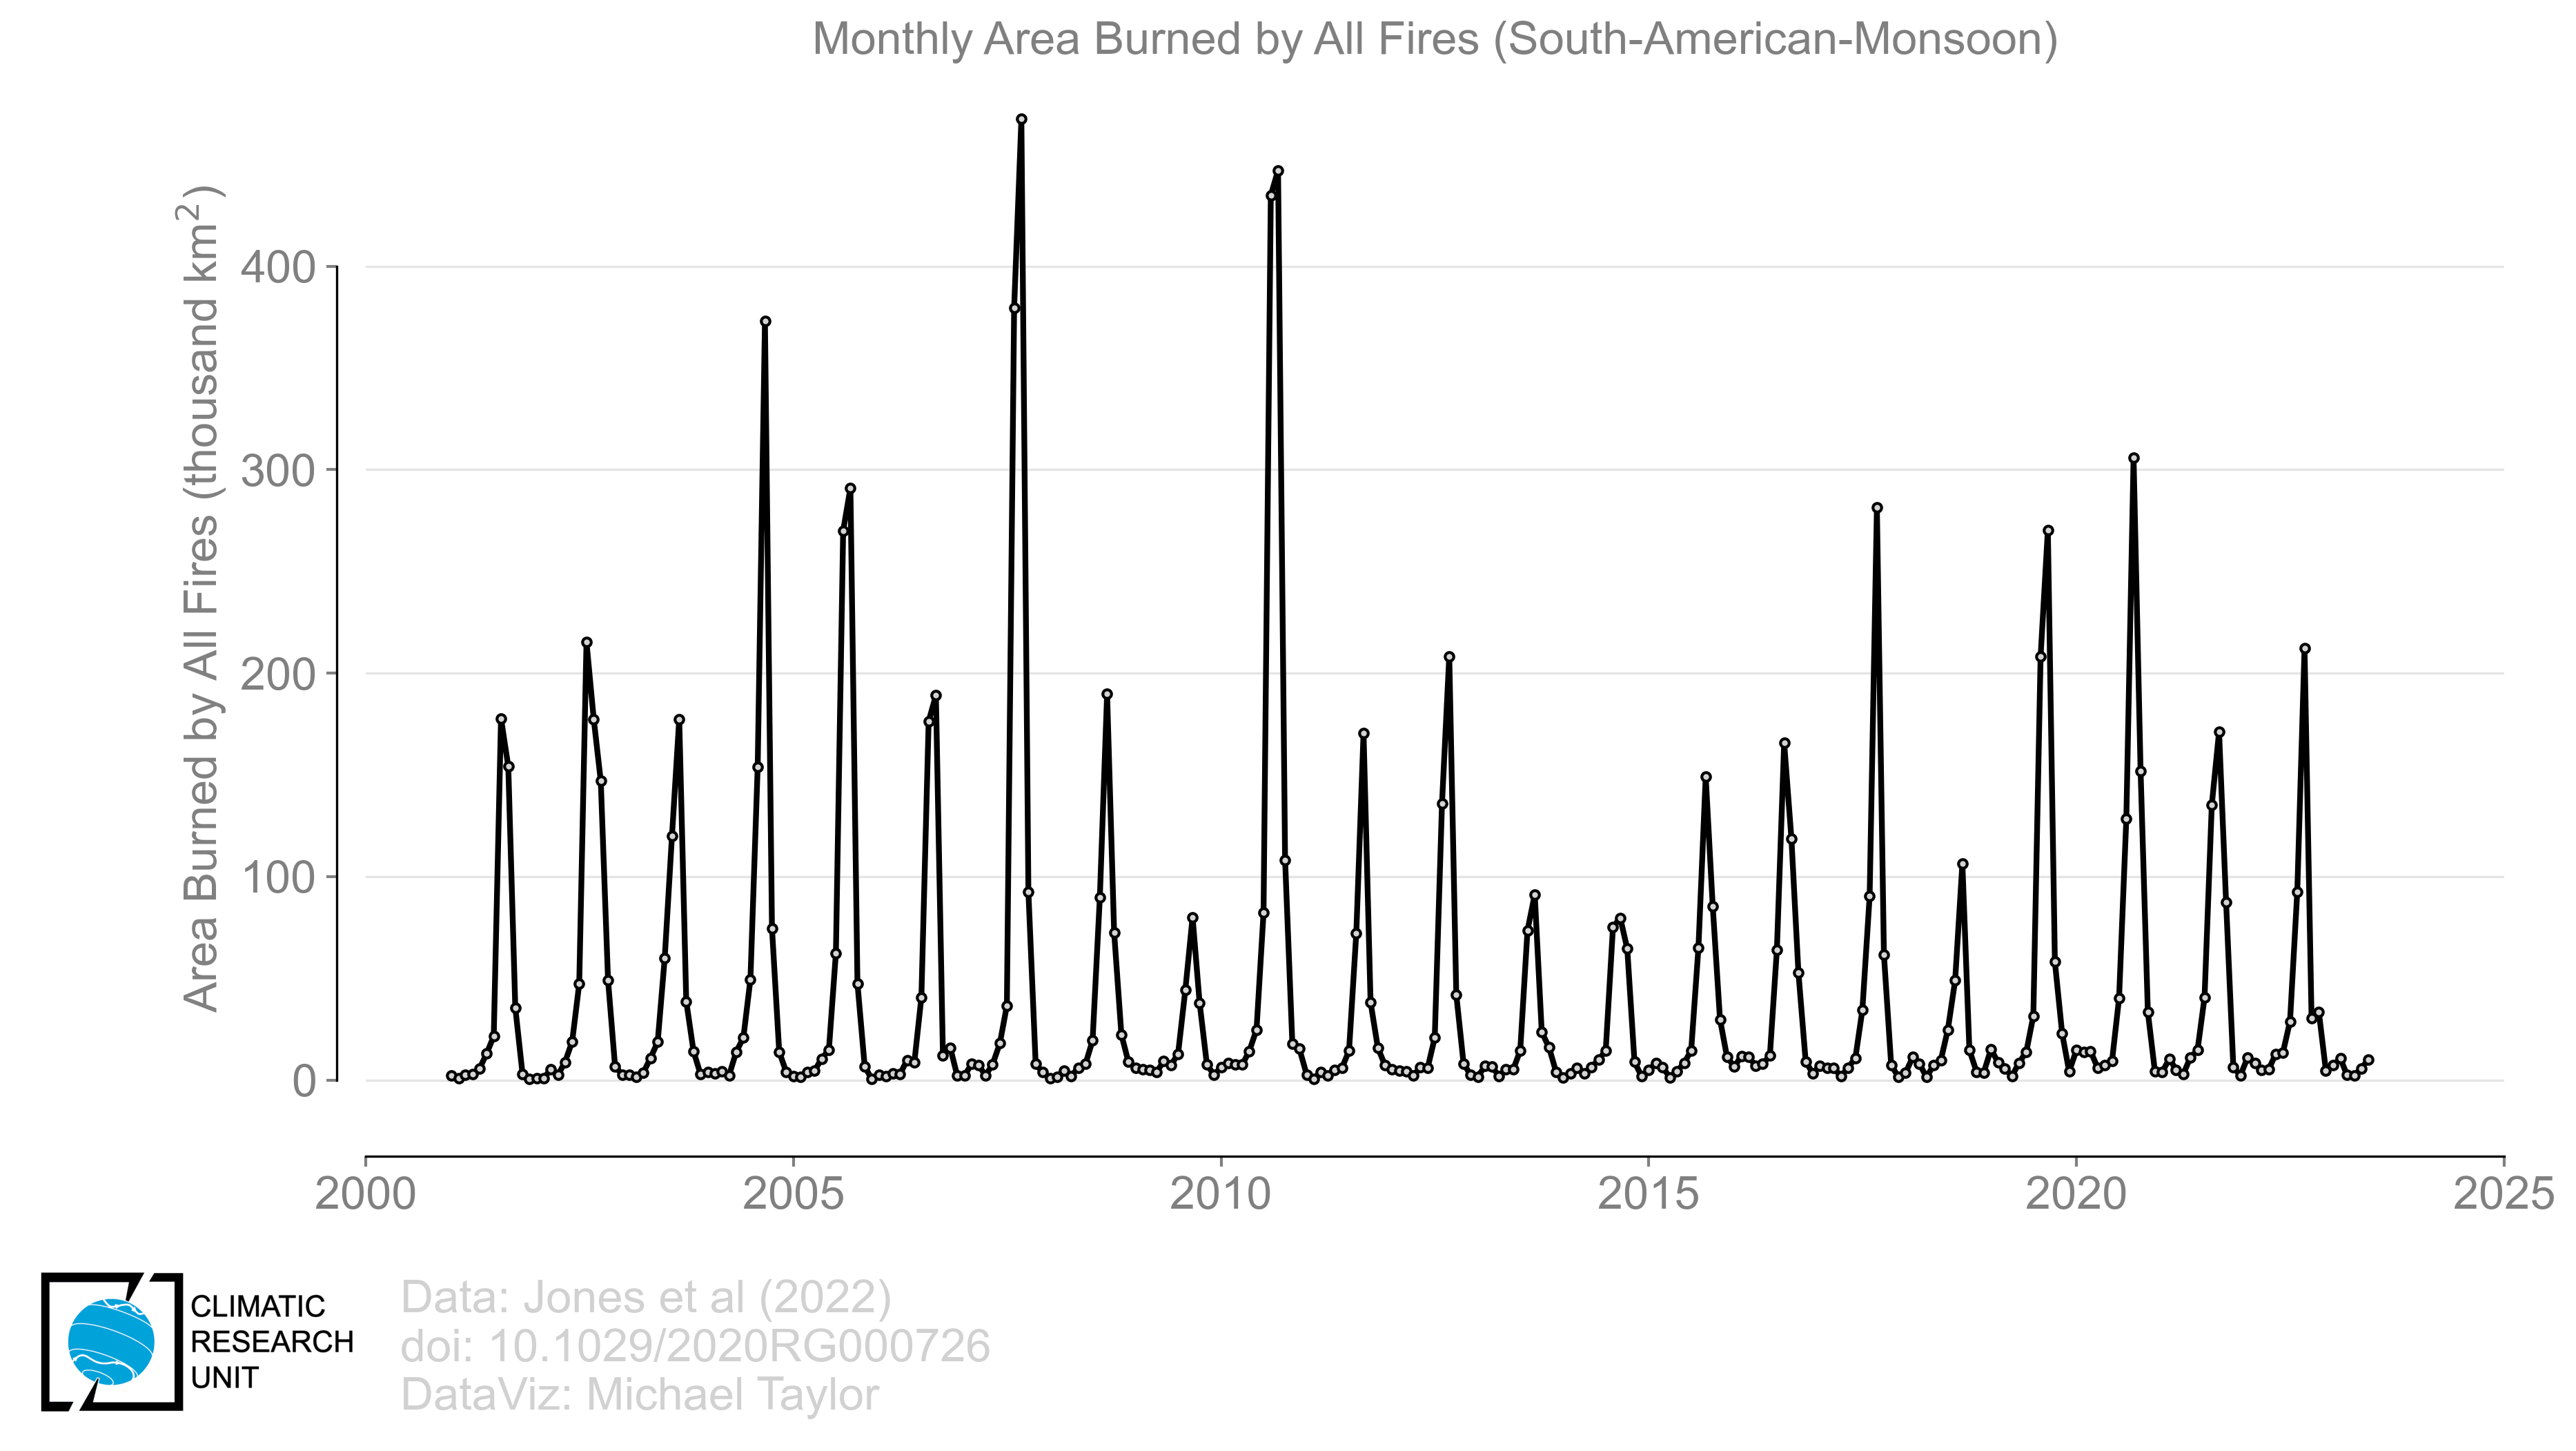 Monthly Area Burned by All Fires (South-American-Monsoon)
Area Burned by All Fires (thousand km²)
400
300
200
100
0
2000 2005 2010 2015 2020 2025
CLIMATIC
RESEARCH
UNIT
Data: Jones et al (2022)
doi: 10.1029/2020RG000726
DataViz: Michael Taylor